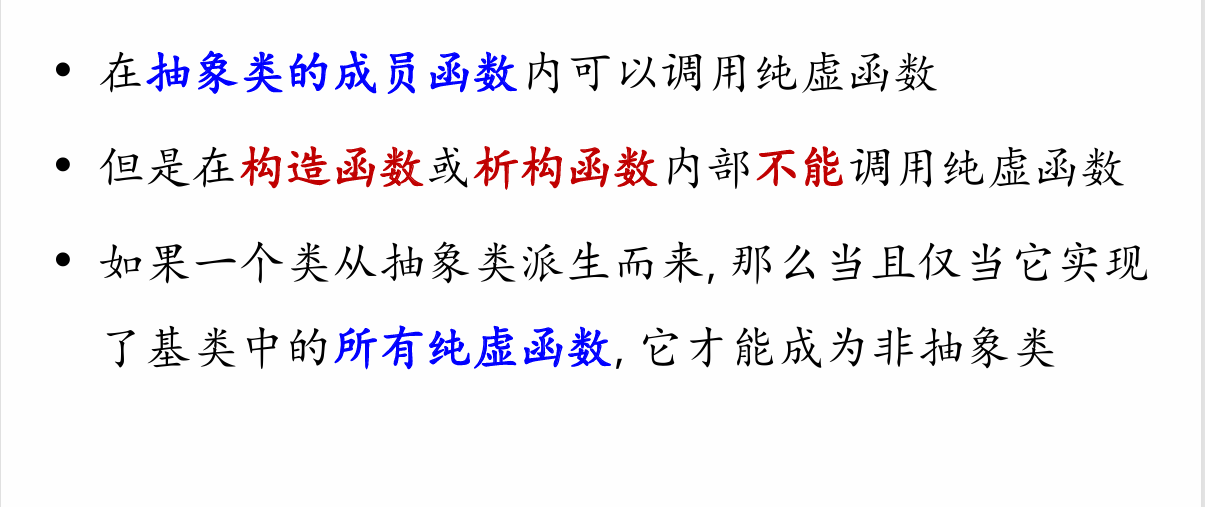 • 在抽象类的成员函数内可以调用纯虚函数
• 但是在构造函数或析构函数内部不能调用纯虚函数
• 如果一个类从抽象类派生而来, 那么当且仅当它实现
了基类中的所有纯虚函数, 它才能成为非抽象类